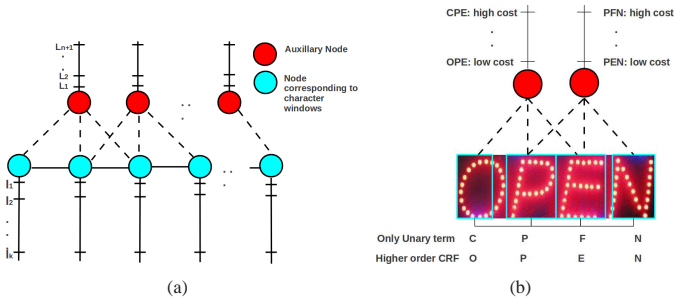 Ln+1
.
.
L2
L1
Auxillary Node
Node
corresponding to
character
windows
. .
.
. .
.
l1
l2
.
.
lk
(a)
CPE: high cost PFN: high cost
. .
. .
OPE: low cost PEN: low cost
OPEN
Only Unary term C P F N
Higher order CRF O P E N
(b)